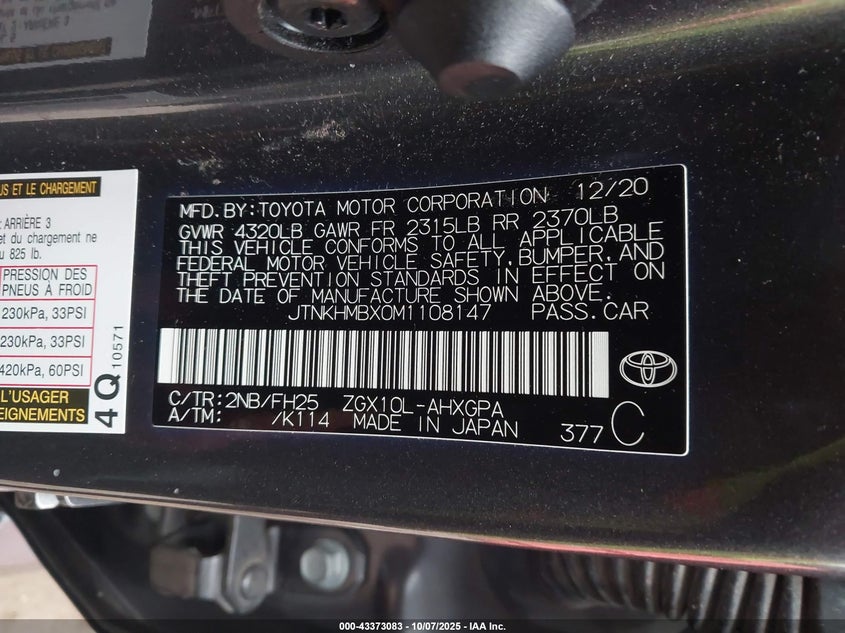 US ET LE CHARGEMENT
: ARRIÈRE 3
et du chargement ne
u 825 lb.
PRESSION DES
PNEUS À FROID
230kPa, 33PSI
230kPa, 33PSI
420kPa, 60PSI
L'USAGER
EIGNEMENTS
4Q 10571
MFD. BY: TOYOTA MOTOR CORPORATION 12/20
GVWR 4320LB GAWR FR 2315LB RR 2370LB
THIS VEHICLE CONFORMS TO ALL APPLICABLE
FEDERAL MOTOR VEHICLE SAFETY, BUMPER, AND
THEFT PREVENTION STANDARDS IN EFFECT ON
THE DATE OF MANUFACTURE SHOWN ABOVE.
JTNKHMBX0M1108147 PASS.CAR
C/TR: 2NB/FH25 ZGX10L-AHXGPA
A/TM: /K114 MADE IN JAPAN 377 C
000-43373083 - 10/07/2025 - IAA Inc.